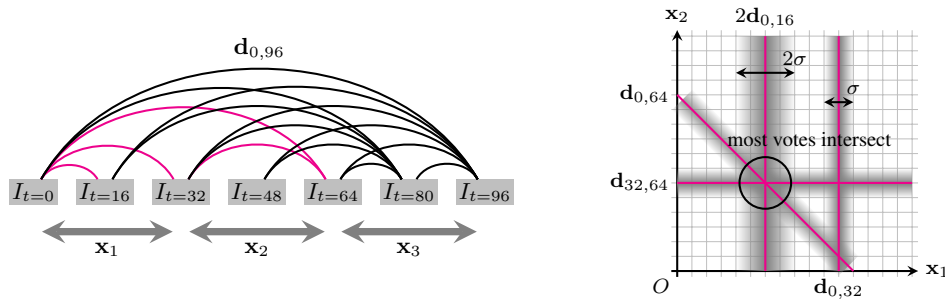 d0,96
It=0 It=16 It=32 It=48 It=64 It=80 It=96
x1 x2 x3
x2 2d0,16
2σ
d0,64 σ
most votes intersect
d32,64
x1
O d0,32